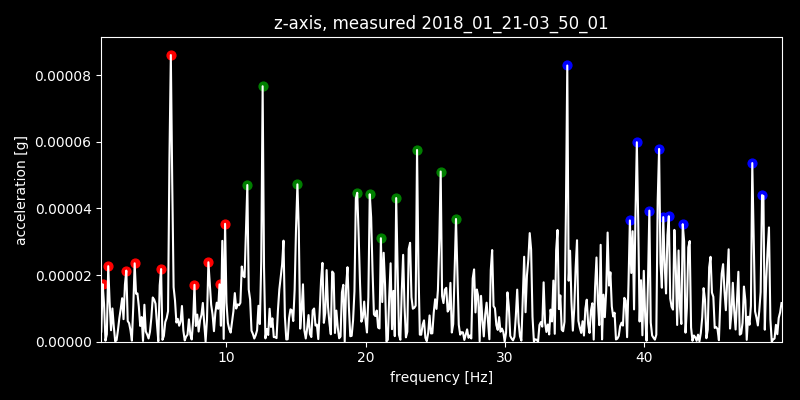 z-axis, measured 2018_01_21-03_50_01
acceleration [g]
0.00008
0.00006
0.00004
0.00002
0.00000
10 20 30 40
frequency [Hz]